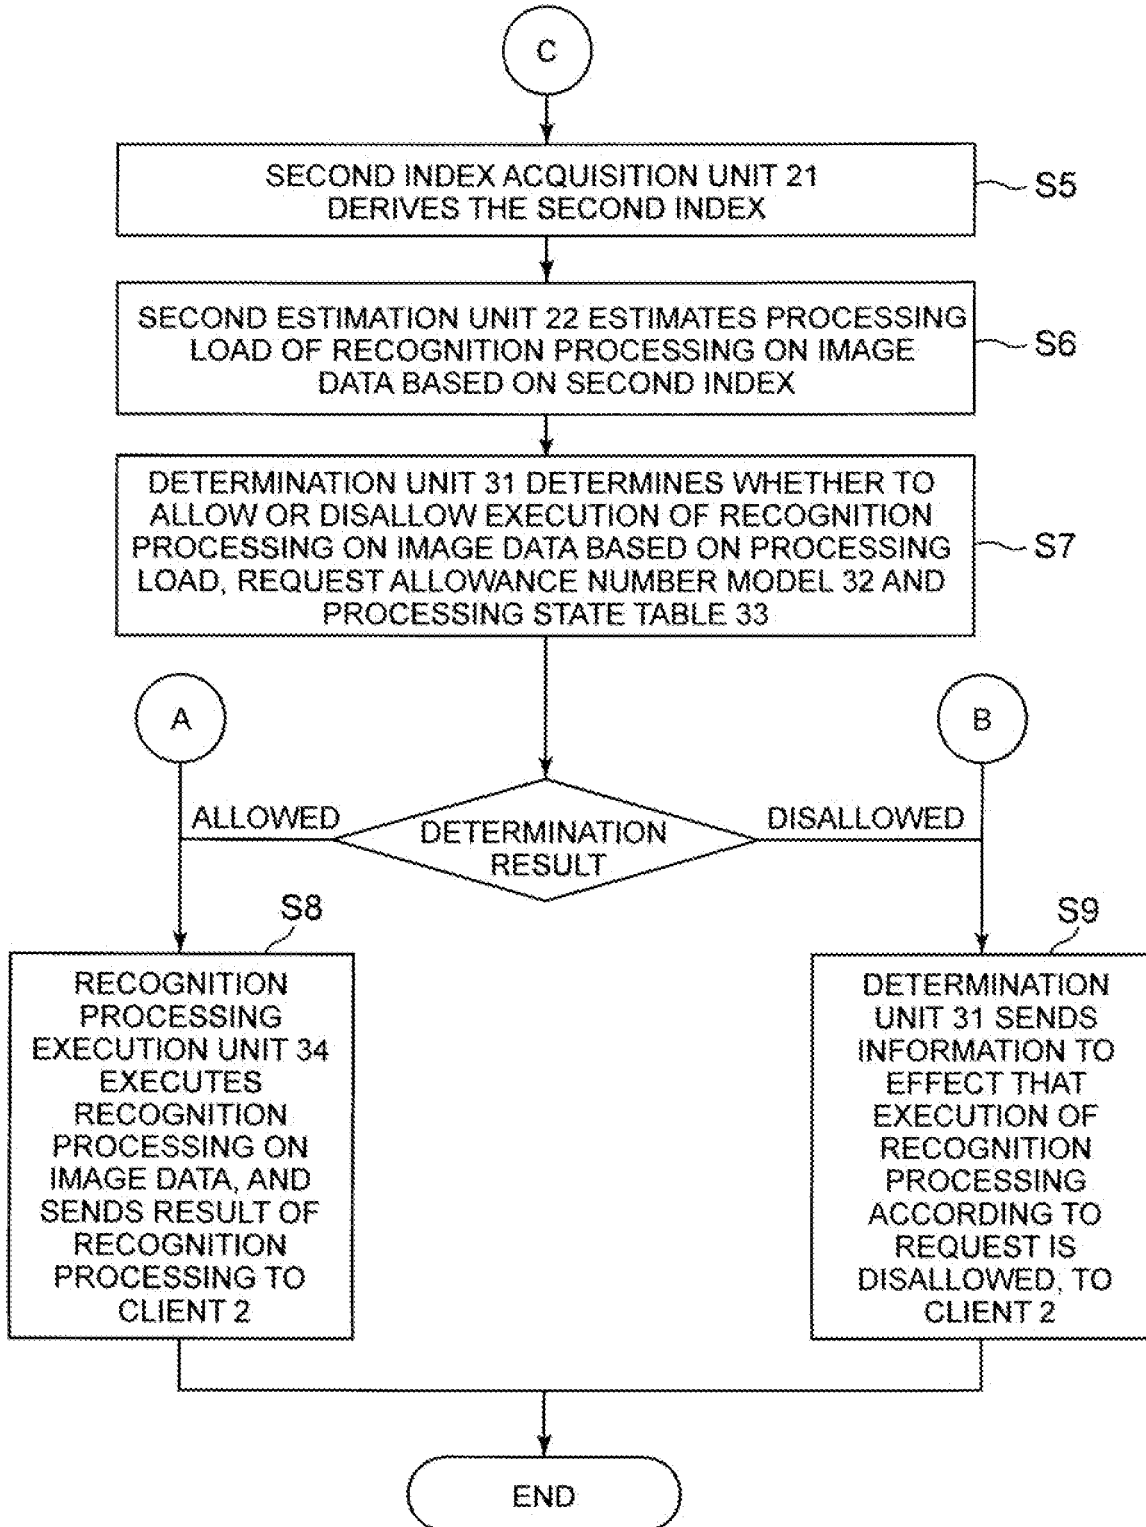 C
SECOND INDEX ACQUISITION UNIT 21
DERIVES THE SECOND INDEX
S5
SECOND ESTIMATION UNIT 22 ESTIMATES PROCESSING
LOAD OF RECOGNITION PROCESSING ON IMAGE
DATA BASED ON SECOND INDEX
S6
DETERMINATION UNIT 31 DETERMINES WHETHER TO
ALLOW OR DISALLOW EXECUTION OF RECOGNITION
PROCESSING ON IMAGE DATA BASED ON PROCESSING
LOAD, REQUEST ALLOWANCE NUMBER MODEL 32 AND
PROCESSING STATE TABLE 33
S7
A
B
ALLOWED
DETERMINATION
RESULT
DISALLOWED
S8
RECOGNITION
PROCESSING
EXECUTION UNIT 34
EXECUTES
RECOGNITION
PROCESSING ON
IMAGE DATA, AND
SENDS RESULT OF
RECOGNITION
PROCESSING TO
CLIENT 2
S9
DETERMINATION
UNIT 31 SENDS
INFORMATION TO
EFFECT THAT
EXECUTION OF
RECOGNITION
PROCESSING
ACCORDING TO
REQUEST IS
DISALLOWED, TO
CLIENT 2
END